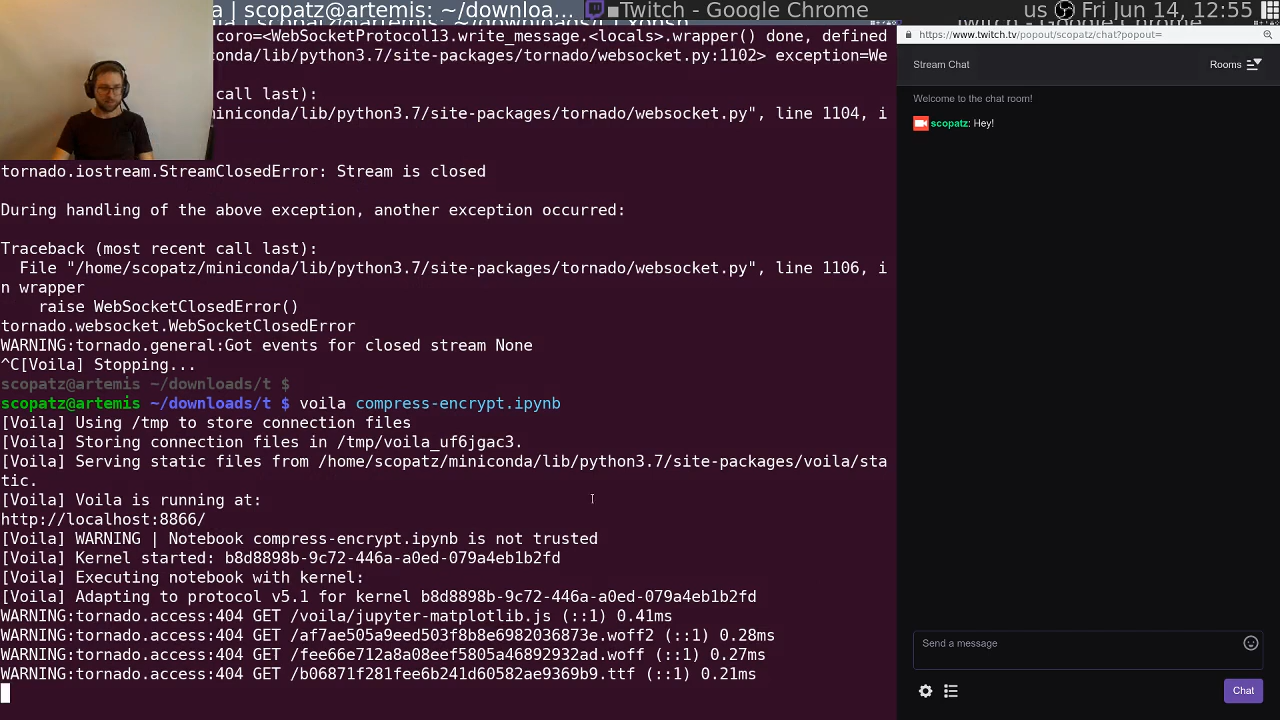 a | scopatz@artemis: ~/downloa...
Twitch - Google Chrome
us
Fri Jun 14, 12:55
coro=<WebSocketProtocol13.write_message.<locals>.wrapper() done, defined
onda/lib/python3.7/site-packages/tornado/websocket.py:1102> exception=We
call last):
miniconda/lib/python3.7/site-packages/tornado/websocket.py", line 1104, i
tornado.iostream.StreamClosedError: Stream is closed
During handling of the above exception, another exception occurred:
Traceback (most recent call last):
File "/home/scopatz/miniconda/lib/python3.7/site-packages/tornado/websocket.py", line 1106, i
n wrapper
raise WebSocketClosedError()
tornado.websocket.WebSocketClosedError
WARNING:tornado.general:Got events for closed stream None
^C[Voila] Stopping...
scopatz@artemis ~/downloads/t $
scopatz@artemis ~/downloads/t $ voila compress-encrypt.ipynb
[Voila] Using /tmp to store connection files
[Voila] Storing connection files in /tmp/voila_uf6jgac3.
[Voila] Serving static files from /home/scopatz/miniconda/lib/python3.7/site-packages/voila/sta
tic.
[Voila] Voila is running at:
http://localhost:8866/
[Voila] WARNING | Notebook compress-encrypt.ipynb is not trusted
[Voila] Kernel started: b8d8898b-9c72-446a-a0ed-079a4eb1b2fd
[Voila] Executing notebook with kernel:
[Voila] Adapting to protocol v5.1 for kernel b8d8898b-9c72-446a-a0ed-079a4eb1b2fd
WARNING:tornado.access:404 GET /voila/jupyter-matplotlib.js (::1) 0.41ms
WARNING:tornado.access:404 GET /af7ae505a9eed503f8b8e6982036873e.woff2 (::1) 0.28ms
WARNING:tornado.access:404 GET /fee66e712a8a08eef5805a46892932ad.woff (::1) 0.27ms
WARNING:tornado.access:404 GET /b06871f281fee6b241d60582ae9369b9.ttf (::1) 0.21ms
https://www.twitch.tv/popout/scopatz/chat?popout=
Stream Chat
Rooms
Welcome to the chat room!
scopatz: Hey!
Send a message
Chat